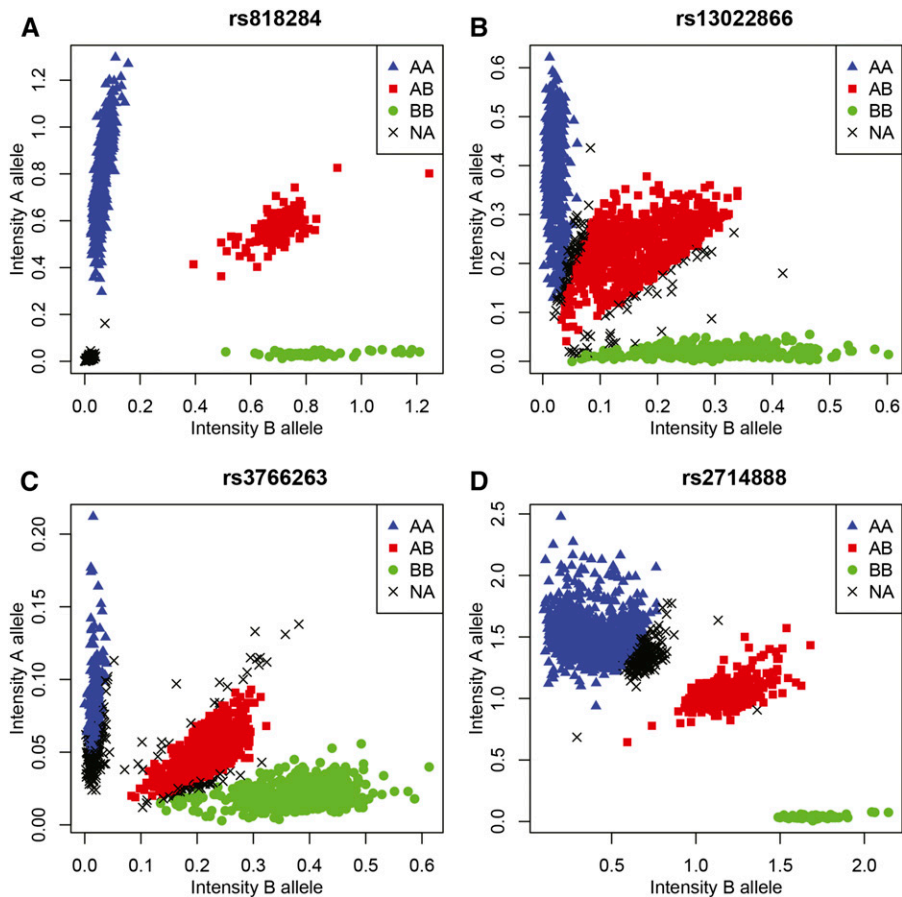 A
rs818284
AA
AB
BB
NA
Intensity A allele
0.0 0.2 0.4 0.6 0.8 1.0 1.2
0.0 0.2 0.4 0.6 0.8 1.0 1.2
Intensity B allele
B
rs13022866
AA
AB
BB
NA
Intensity A allele
0.0 0.1 0.2 0.3 0.4 0.5 0.6
0.0 0.1 0.2 0.3 0.4 0.5 0.6
Intensity B allele
C
rs3766263
AA
AB
BB
NA
Intensity A allele
0.00 0.05 0.10 0.15 0.20
0.0 0.1 0.2 0.3 0.4 0.5 0.6
Intensity B allele
D
rs2714888
AA
AB
BB
NA
Intensity A allele
0.0 0.5 1.0 1.5 2.0 2.5
0.5 1.0 1.5 2.0
Intensity B allele